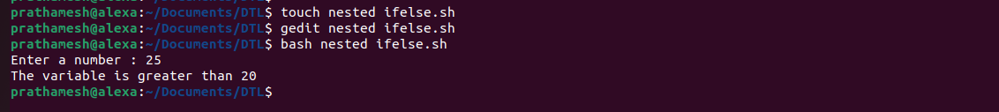 prathamesh@alexa:~/Documents/DTL$ touch nested ifelse.sh
prathamesh@alexa:~/Documents/DTL$ gedit nested ifelse.sh
prathamesh@alexa:~/Documents/DTL$ bash nested ifelse.sh
Enter a number : 25
The variable is greater than 20
prathamesh@alexa:~/Documents/DTL$